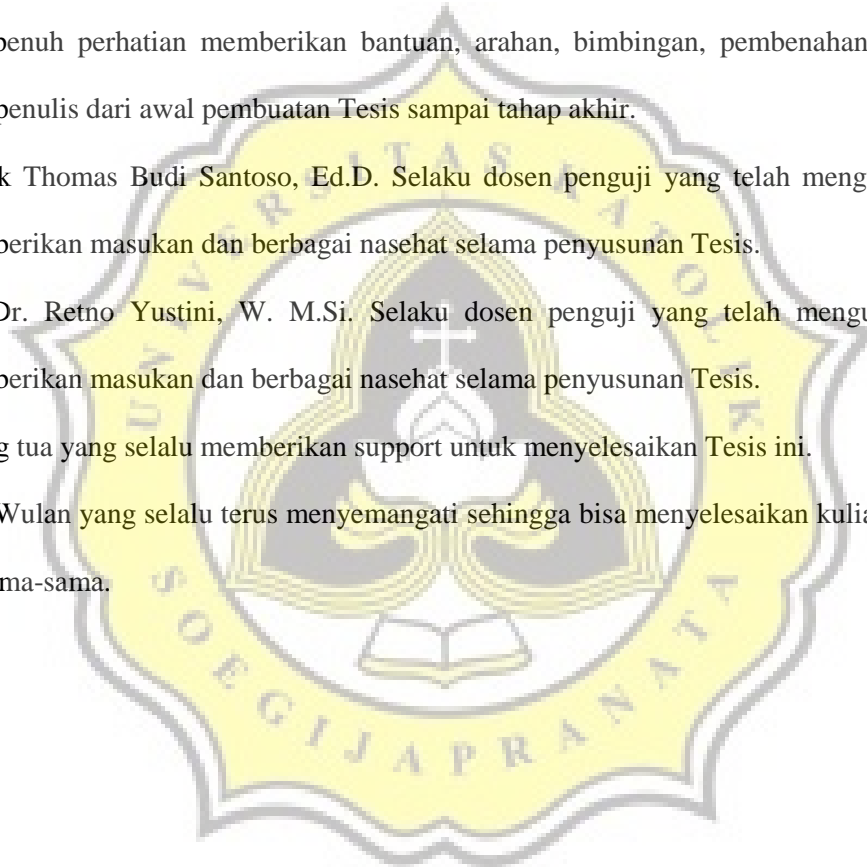 penuh perhatian memberikan bantuan, arahan, bimbingan, pembenahan
penulis dari awal pembuatan Tesis sampai tahap akhir.
k Thomas Budi Santoso, Ed.D. Selaku dosen penguji yang telah meng
berikan masukan dan berbagai nasehat selama penyusunan Tesis.
Dr. Retno Yustini, W. M.Si. Selaku dosen penguji yang telah mengu
berikan masukan dan berbagai nasehat selama penyusunan Tesis.
g tua yang selalu memberikan support untuk menyelesaikan Tesis ini.
Wulan yang selalu terus menyemangati sehingga bisa menyelesaikan kulia
ma-sama.
UNIVERSITAS KATOLIK
SOEGIJAPRANATA